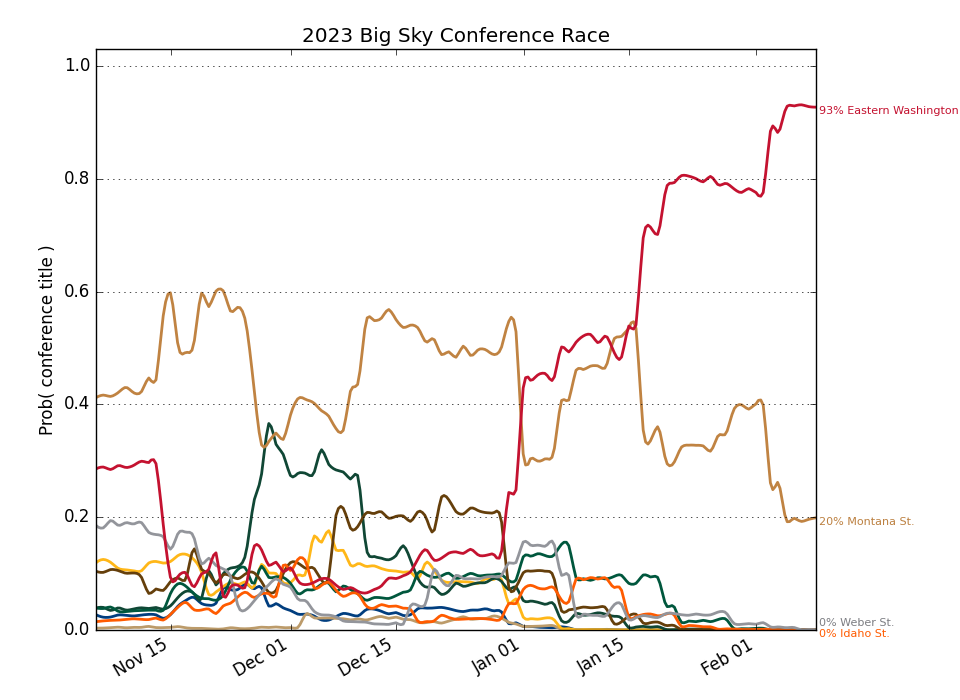 2023 Big Sky Conference Race
1.0
0.8
0.6
0.4
0.2
0.0
Prob( conference title )
93% Eastern Washington
20% Montana St.
0% Weber St.
0% Idaho St.
Nov 15
Dec 01
Dec 15
Jan 01
Jan 15
Feb 01